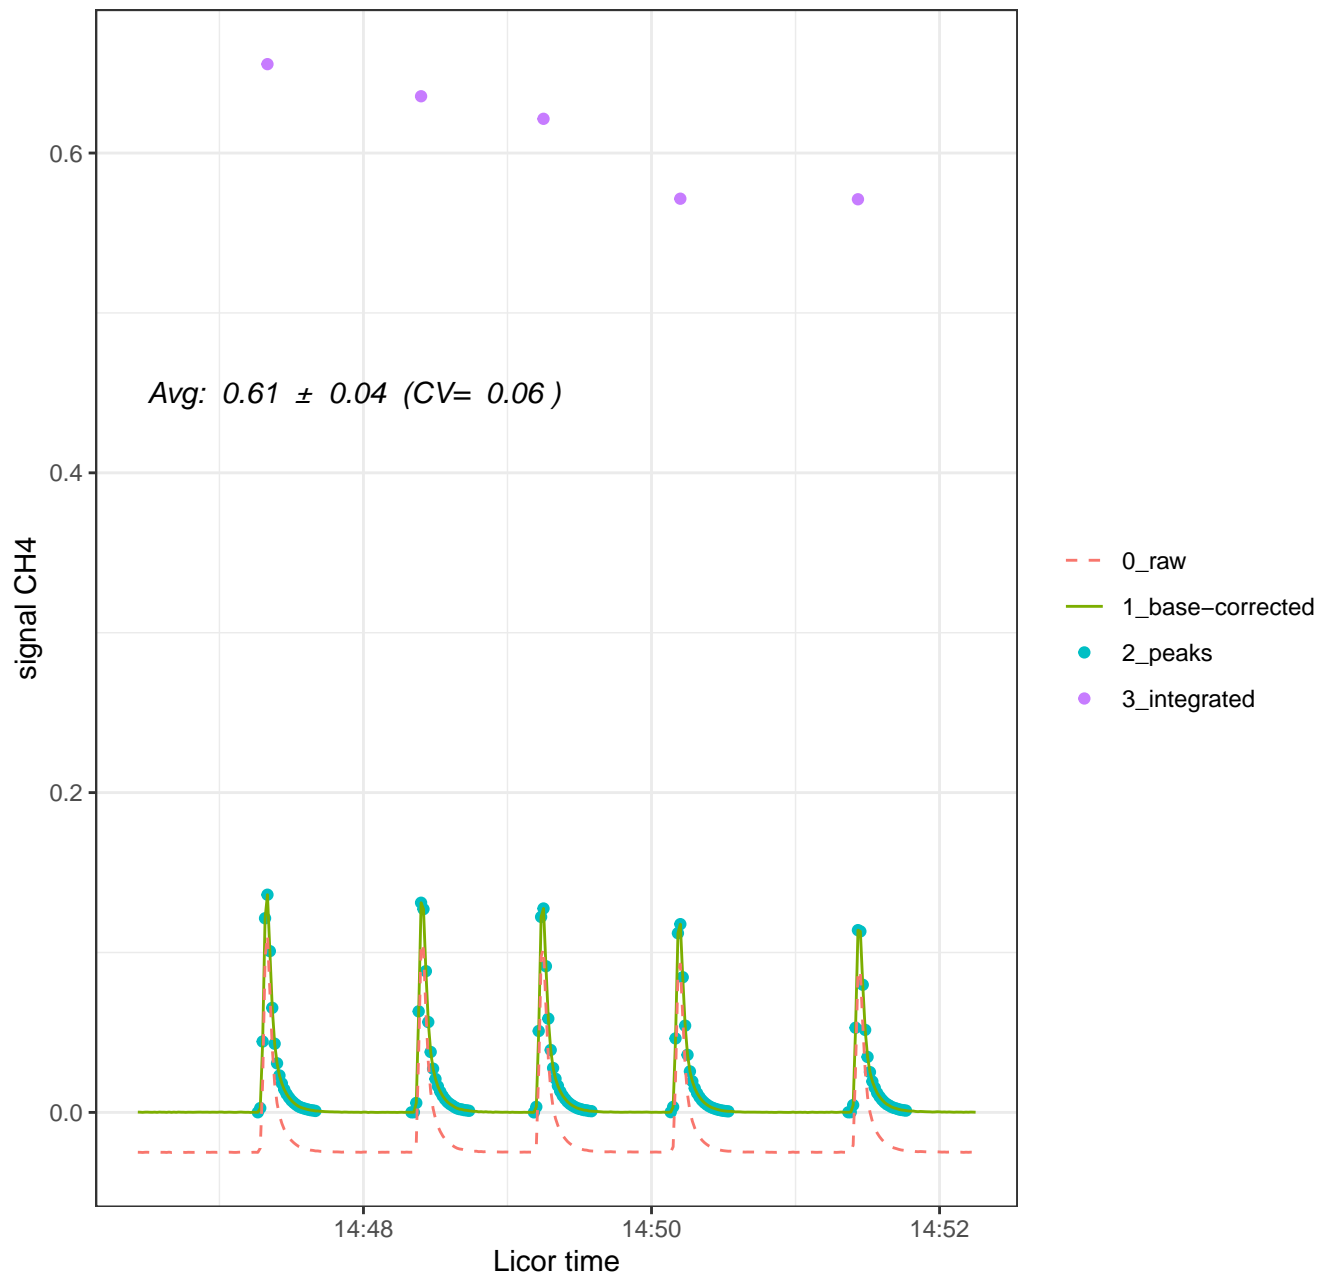 0.6
0.4
0.2
0.0
signal CH4
Avg:  0.61  ±  0.04  (CV=  0.06 )
14:48
14:50
14:52
Licor time
0_raw
1_base−corrected
2_peaks
3_integrated